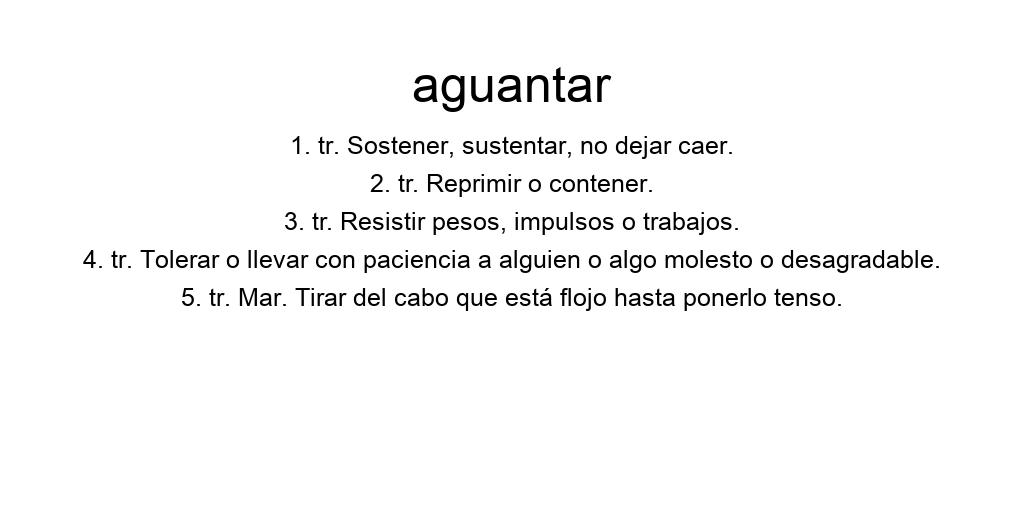 aguantar
1. tr. Sostener, sustentar, no dejar caer.
2. tr. Reprimir o contener.
3. tr. Resistir pesos, impulsos o trabajos.
4. tr. Tolerar o llevar con paciencia a alguien o algo molesto o desagradable.
5. tr. Mar. Tirar del cabo que está flojo hasta ponerlo tenso.